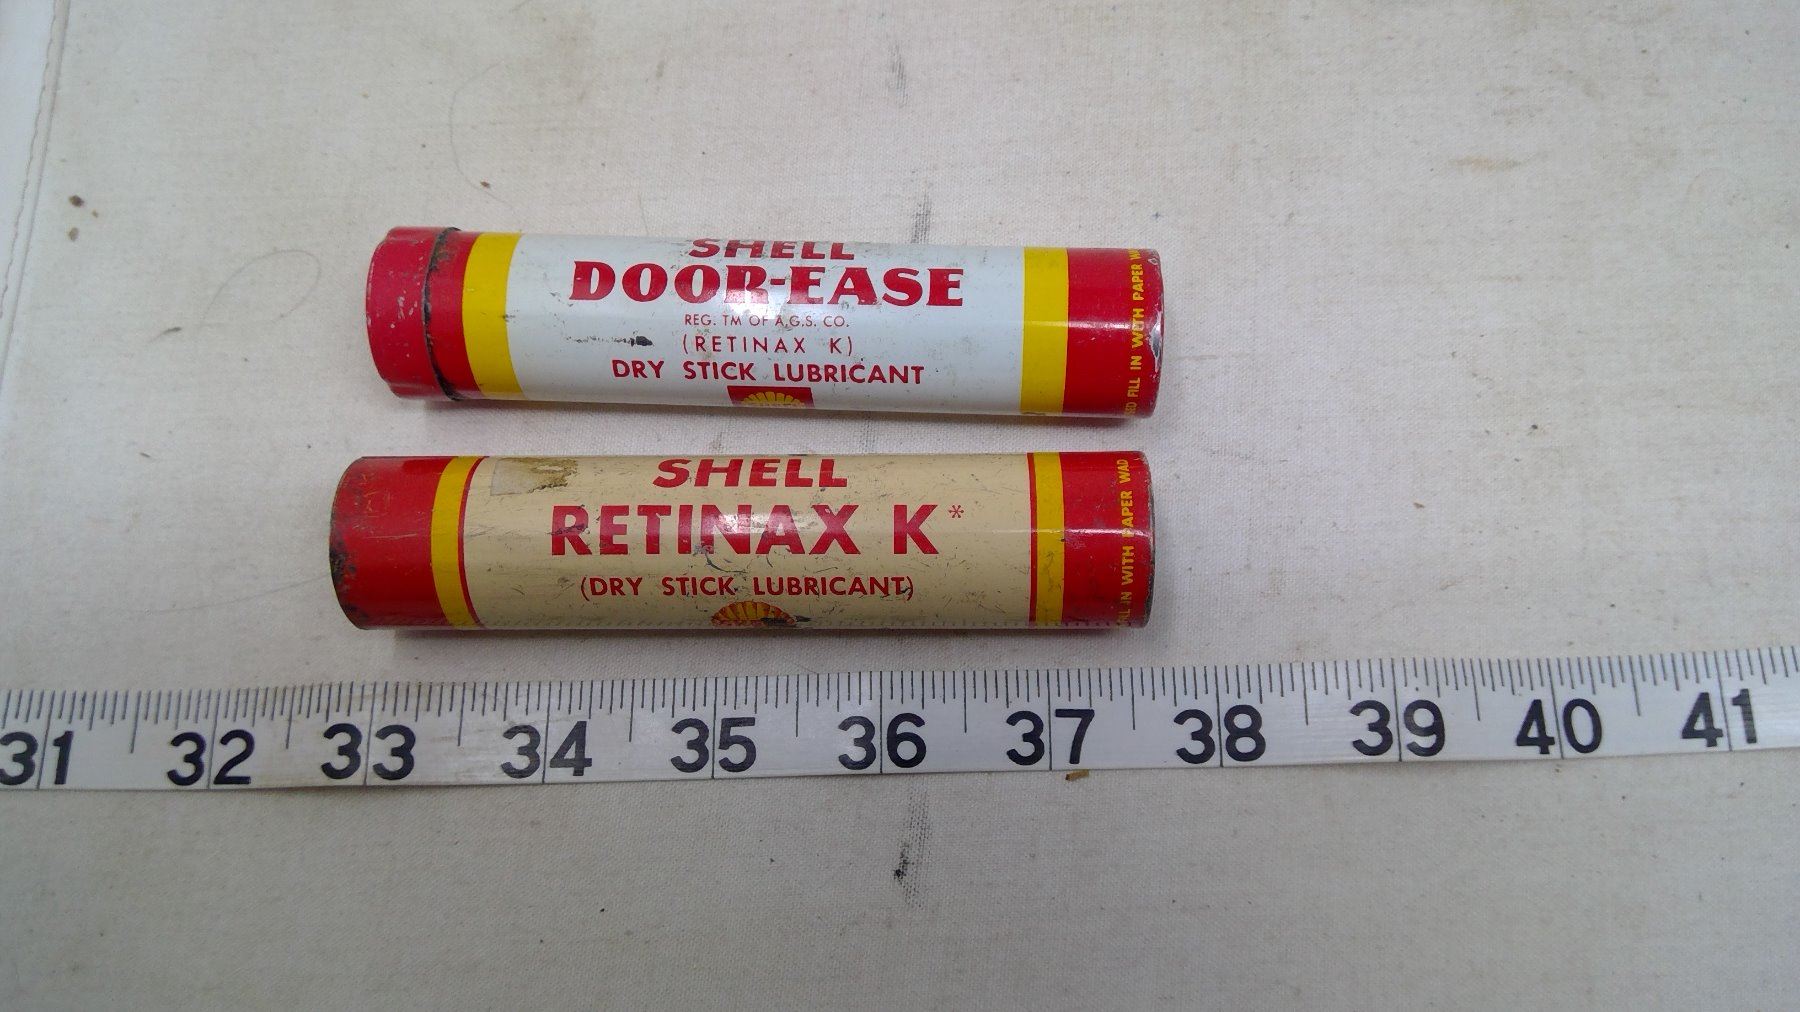 SHELL
DOOR-EASE
REG. TM OF A.G.S. CO.
(RETINAX K)
DRY STICK LUBRICANT
FILL IN WITH PAPER
SHELL
RETINAX K*
(DRY STICK LUBRICANT)
IN WITH PAPER WAD
31 32 33 34 35 36 37 38 39 40 41